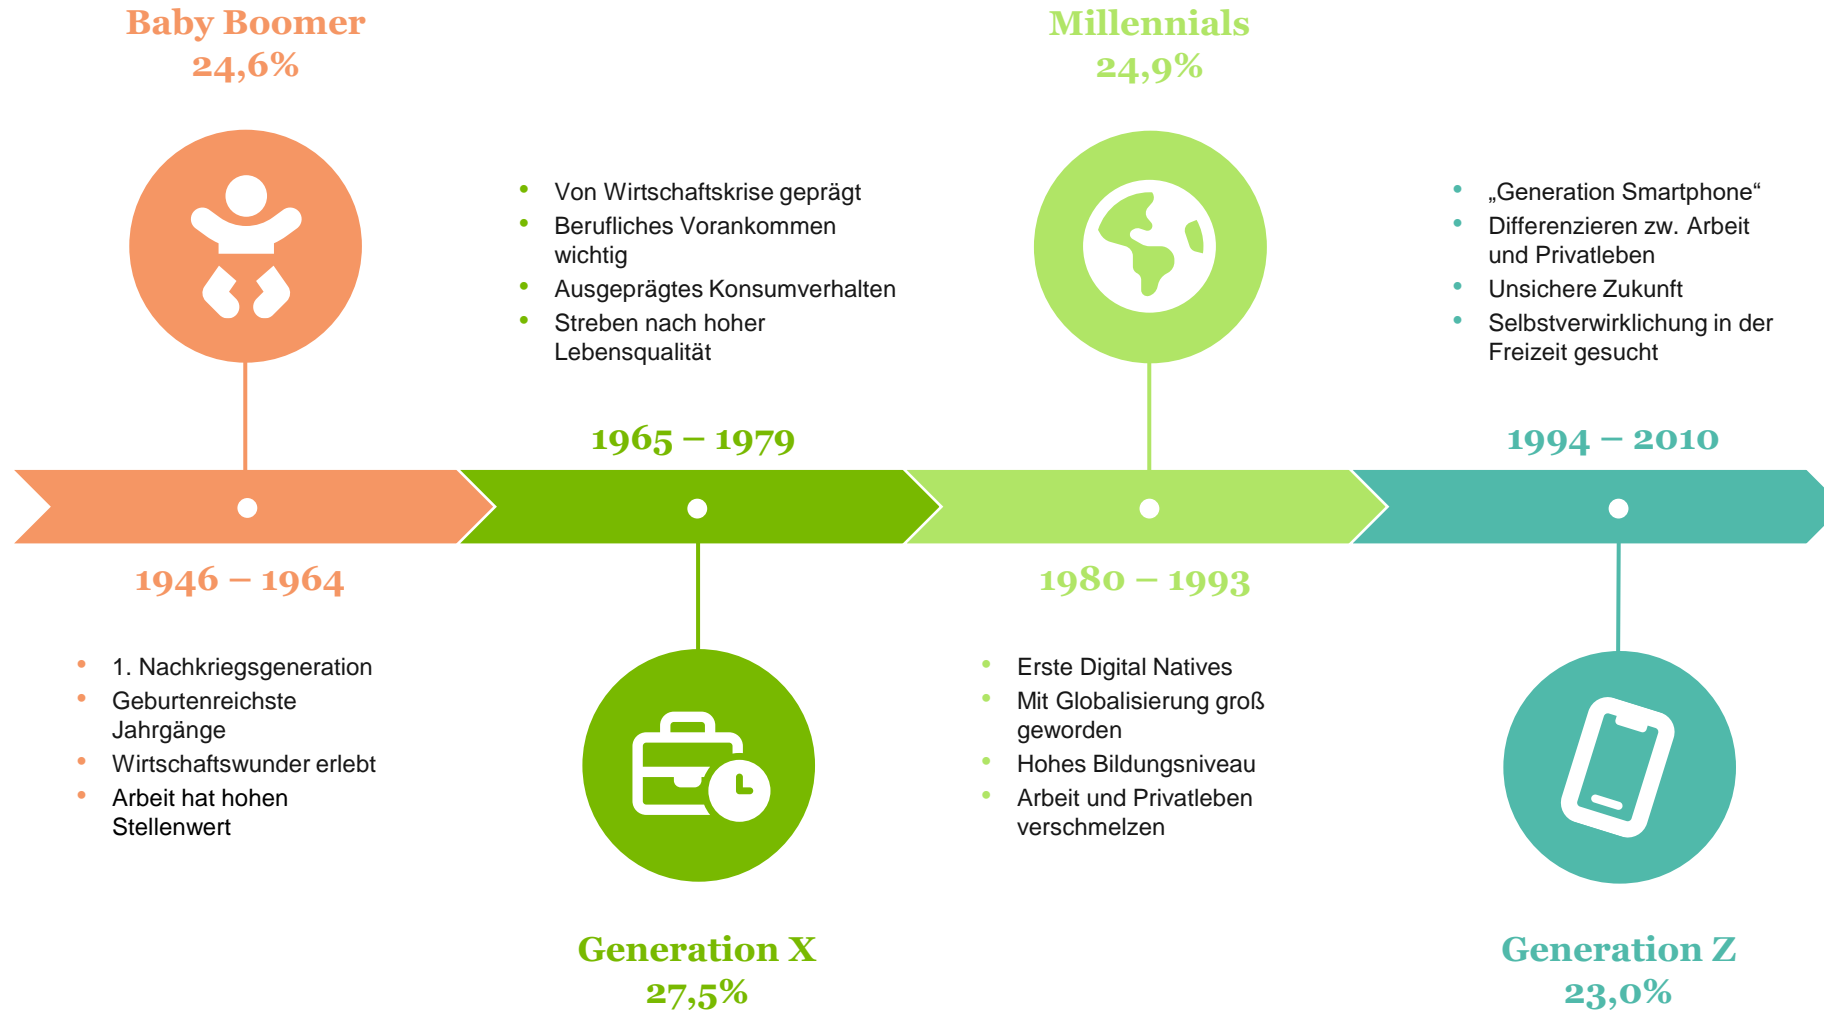 Baby Boomer
24,6%
1946 – 1964
• 1. Nachkriegsgeneration
• Geburtenreichste
Jahrgänge
• Wirtschaftswunder erlebt
• Arbeit hat hohen
Stellenwert
• Von Wirtschaftskrise geprägt
• Berufliches Vorankommen
wichtig
• Ausgeprägtes Konsumverhalten
• Streben nach hoher
Lebensqualität
1965 – 1979
Generation X
27,5%
Millennials
24,9%
1980 – 1993
• Erste Digital Natives
• Mit Globalisierung groß
geworden
• Hohes Bildungsniveau
• Arbeit und Privatleben
verschmelzen
• „Generation Smartphone“
• Differenzieren zw. Arbeit
und Privatleben
• Unsichere Zukunft
• Selbstverwirklichung in der
Freizeit gesucht
1994 – 2010
Generation Z
23,0%